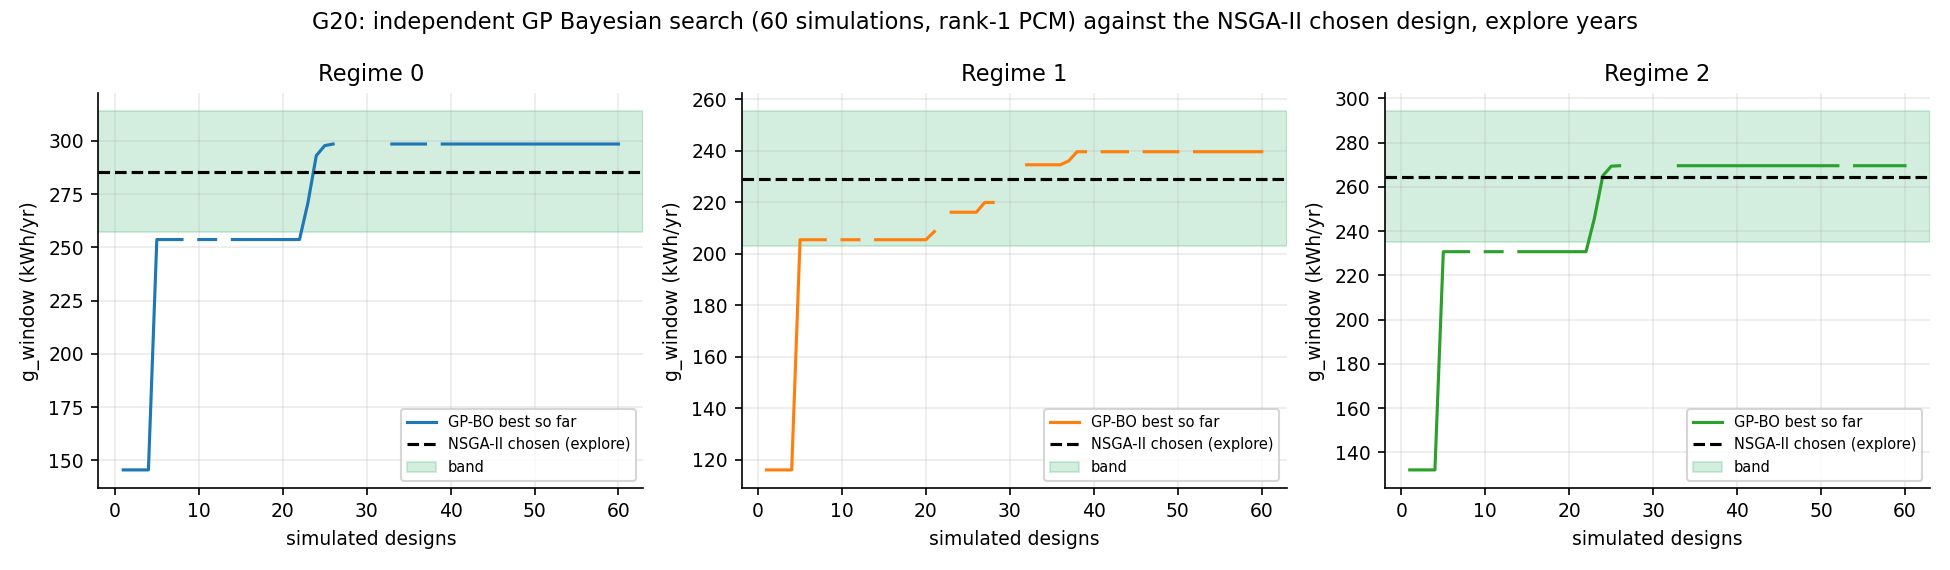 G20: independent GP Bayesian search (60 simulations, rank-1 PCM) against the NSGA-II chosen design, explore years
Regime 0
g_window (kWh/yr)
300
275
250
225
200
175
150
0 10 20 30 40 50 60
simulated designs
GP-BO best so far
NSGA-II chosen (explore)
band
Regime 1
g_window (kWh/yr)
260
240
220
200
180
160
140
120
0 10 20 30 40 50 60
simulated designs
GP-BO best so far
NSGA-II chosen (explore)
band
Regime 2
g_window (kWh/yr)
300
280
260
240
220
200
180
160
140
0 10 20 30 40 50 60
simulated designs
GP-BO best so far
NSGA-II chosen (explore)
band